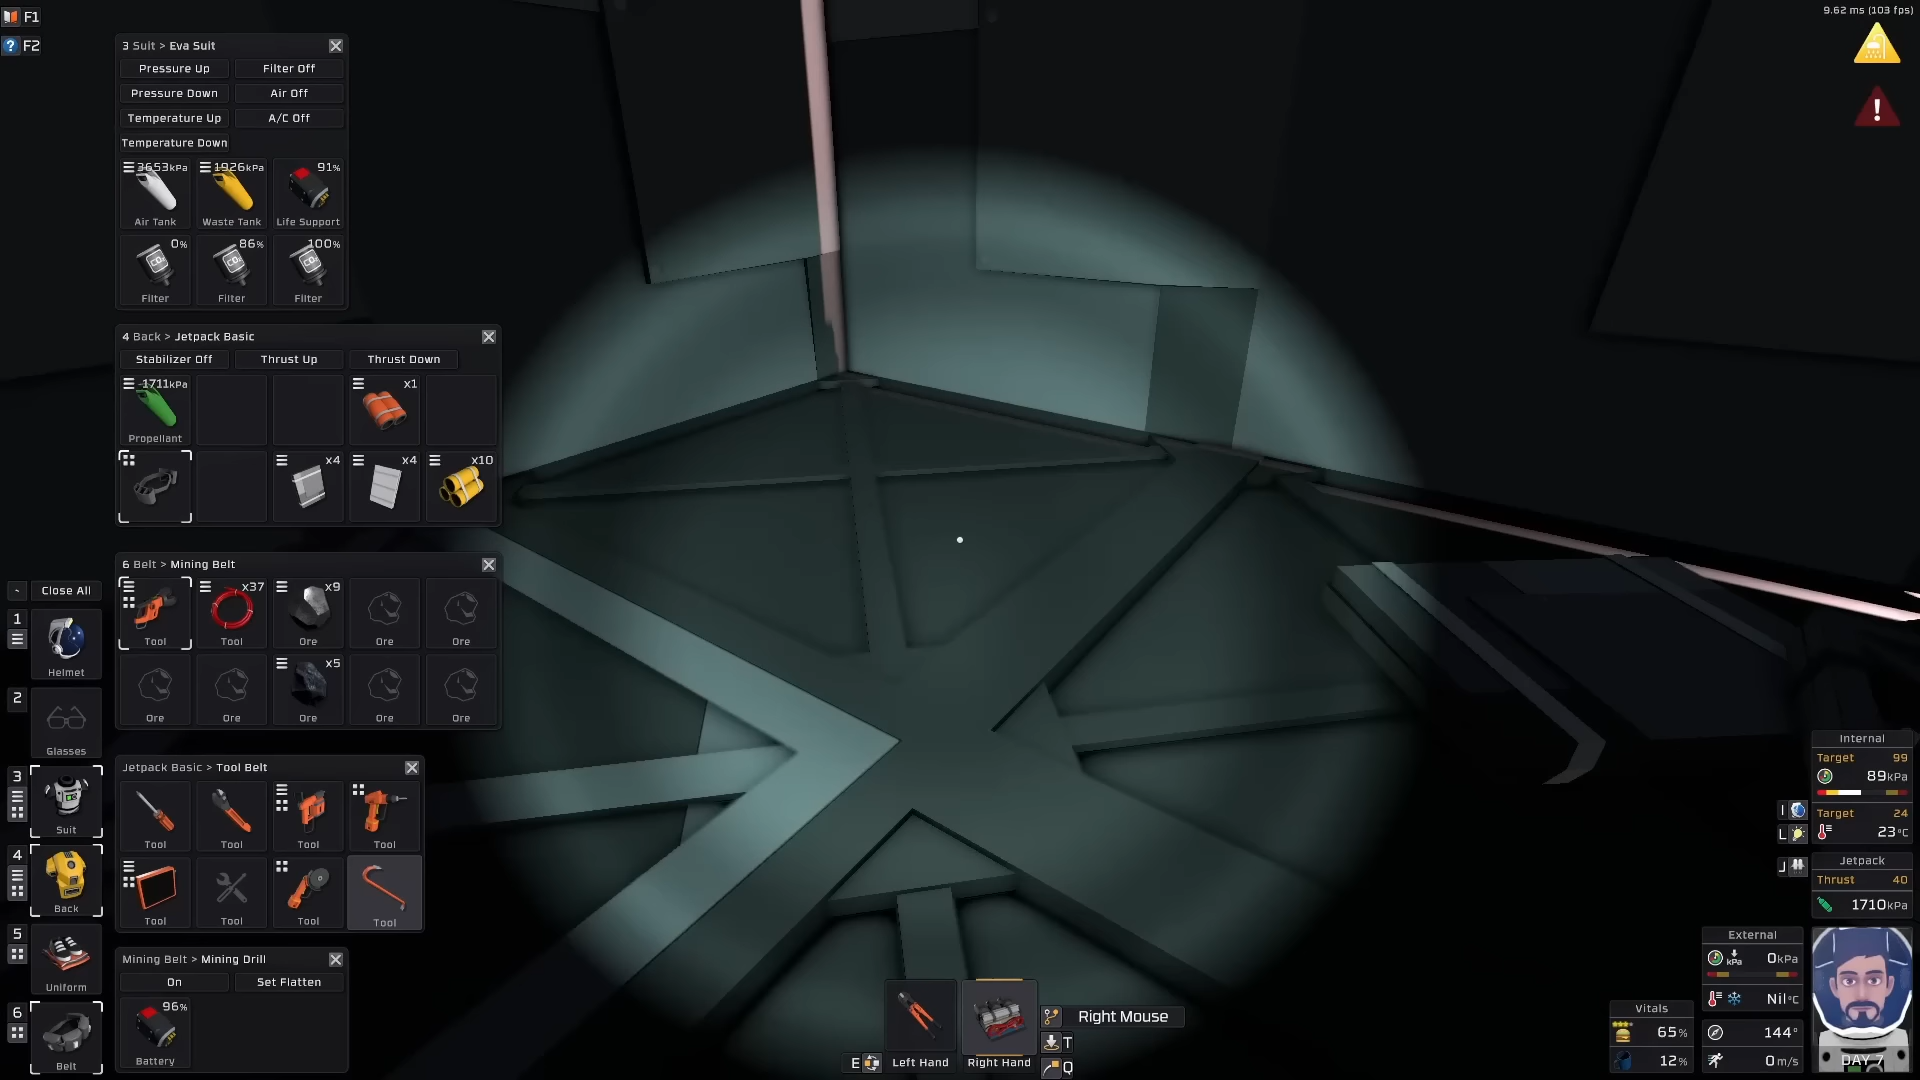 F1
9.62 ms (103 fps)
F2
3 Suit > Eva Suit
Pressure Up
Filter Off
Pressure Down
Air Off
Temperature Up
A/C Off
Temperature Down
3653kPa
1926kPa
91%
Air Tank
Waste Tank
Life Support
0%
86%
100%
Filter
Filter
Filter
4 Back > Jetpack Basic
Stabilizer Off
Thrust Up
Thrust Down
1711kPa
x1
Propellant
x4
x4
x10
6 Belt > Mining Belt
x37
x9
Tool
Tool
Ore
Ore
Ore
x5
Ore
Ore
Ore
Ore
Ore
~
Close All
1
Helmet
2
Glasses
3
Suit
4
Back
5
Uniform
6
Belt
Jetpack Basic > Tool Belt
Tool
Tool
Tool
Tool
Tool
Tool
Tool
Tool
Mining Belt > Mining Drill
On
Set Flatten
96%
Battery
Right Mouse
T
E
Left Hand
Right Hand
Q
Internal
Target 99
89kPa
I
Target 24
L
23°C
Jetpack
J
Thrust 40
1710kPa
External
kPa
0kPa
Nil°C
Vitals
65%
144°
12%
0m/s
DAY 7